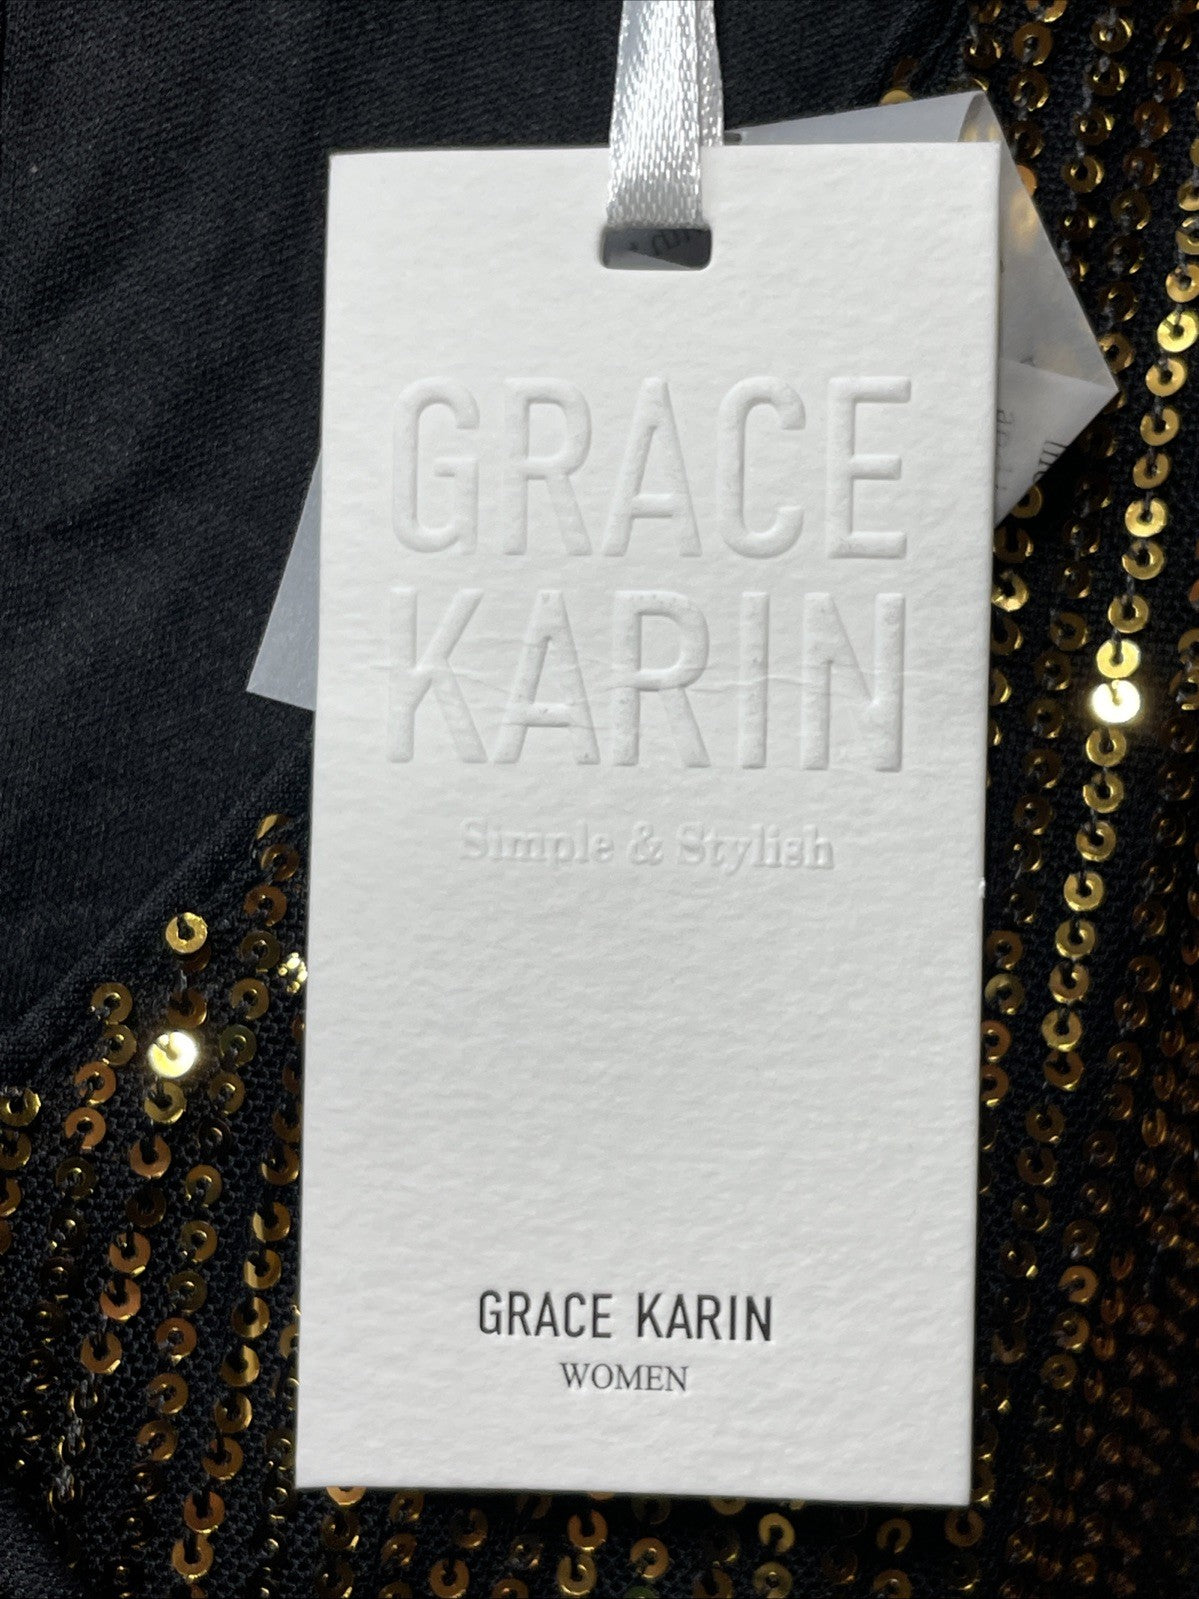 GRACE
KARIN
Simple & Stylish
GRACE KARIN
WOMEN